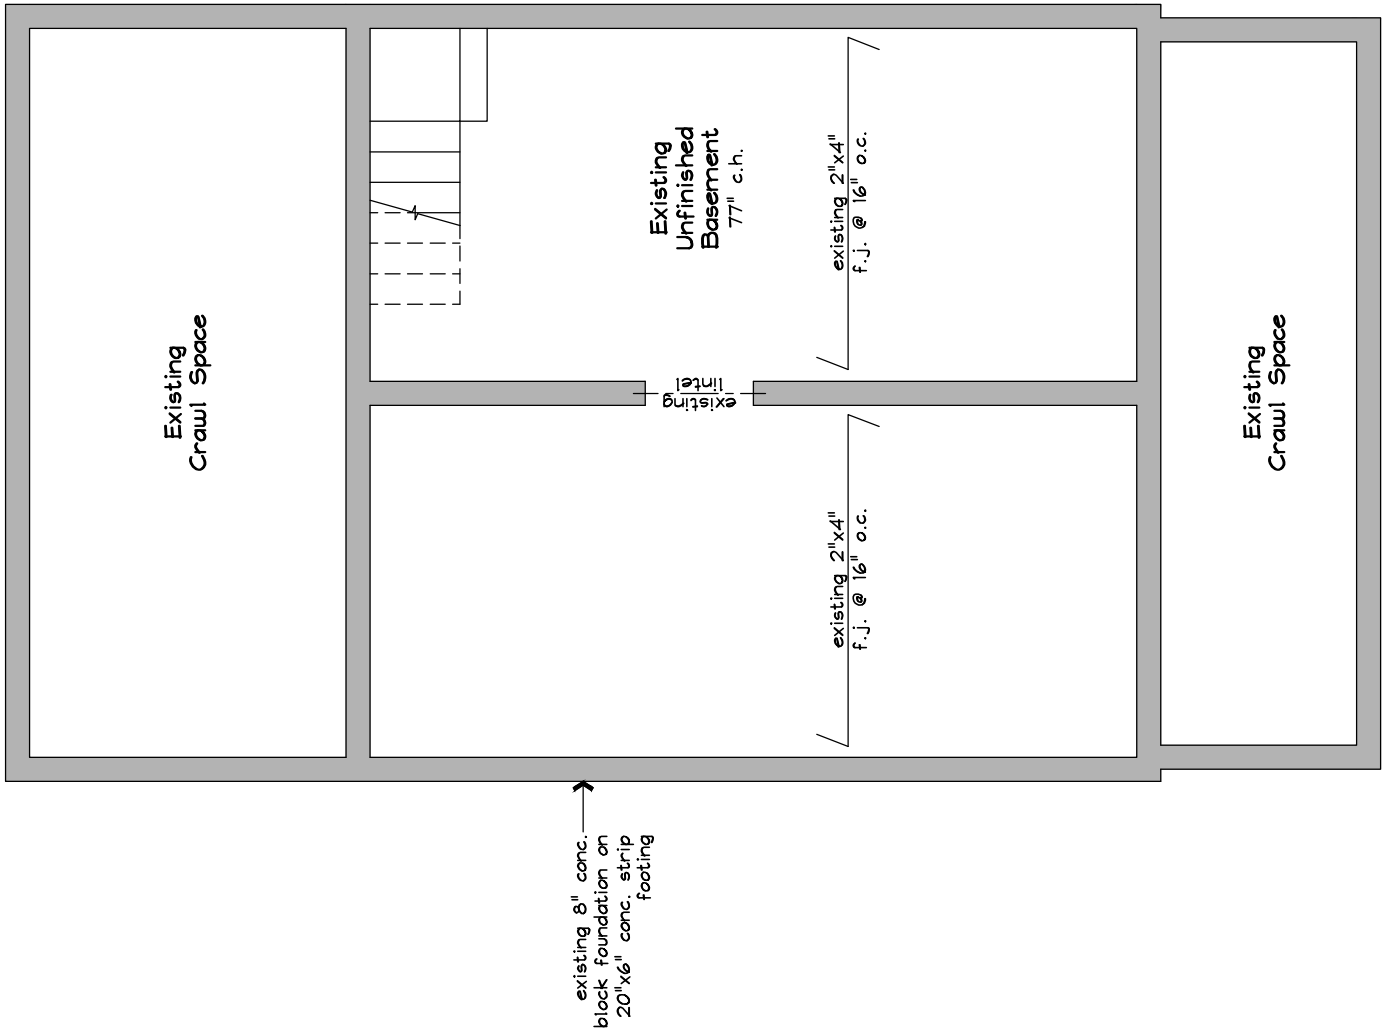 Existing
Crawl Space
Existing
Unfinished
Basement
77" c.h.
existing 2"x4"
f.j. @ 16" o.c.
existing
lintel
existing 2"x4"
f.j. @ 16" o.c.
Existing
Crawl Space
existing 8" conc.
block foundation on
20"x6" conc. strip
footing